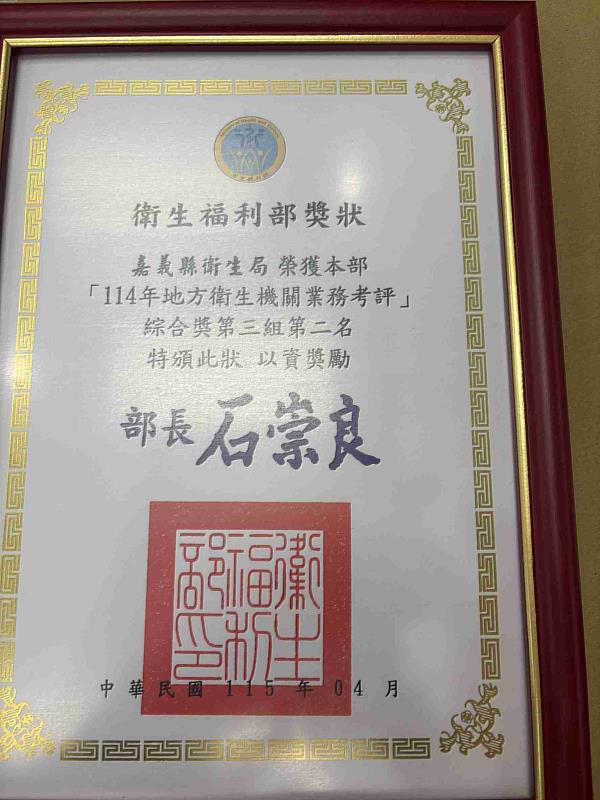 衛生福利部獎狀
嘉義縣衛生局 榮獲本部
「114年地方衛生機關業務考評」
綜合獎第三組第二名
特頒此狀 以資獎勵
部長 石崇良
衛生福利部印
中華民國 115 年 04 月